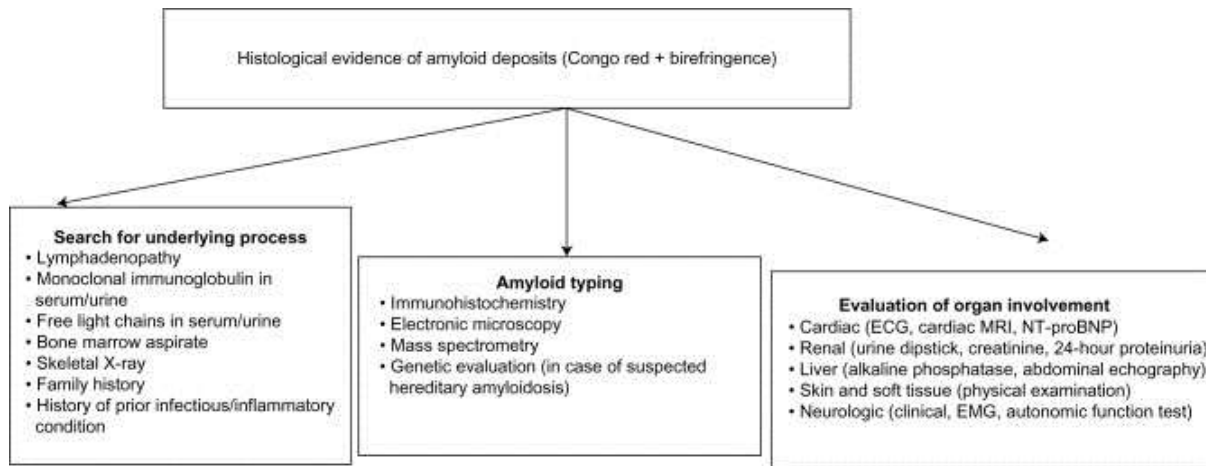 Histological evidence of amyloid deposits (Congo red + birefringence)
Search for underlying process
• Lymphadenopathy
• Monoclonal immunoglobulin in
serum/urine
• Free light chains in serum/urine
• Bone marrow aspirate
• Skeletal X-ray
• Family history
• History of prior infectious/inflammatory
condition
Amyloid typing
• Immunohistochemistry
• Electronic microscopy
• Mass spectrometry
• Genetic evaluation (in case of suspected
hereditary amyloidosis)
Evaluation of organ involvement
• Cardiac (ECG, cardiac MRI, NT-proBNP)
• Renal (urine dipstick, creatinine, 24-hour proteinuria)
• Liver (alkaline phosphatase, abdominal echography)
• Skin and soft tissue (physical examination)
• Neurologic (clinical, EMG, autonomic function test)